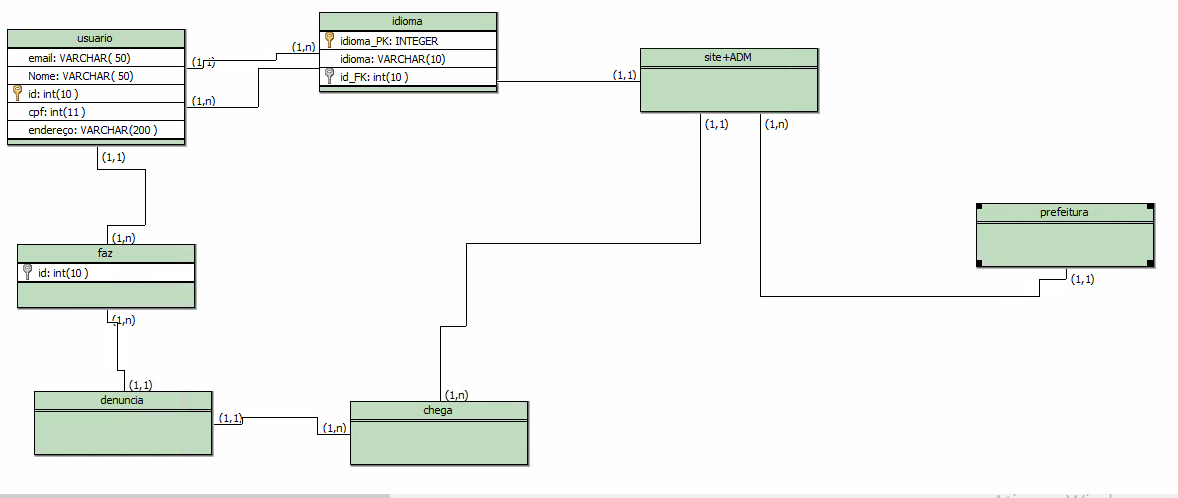 usuario
email: VARCHAR( 50)
Nome: VARCHAR( 50)
id: int(10 )
cpf: int(11 )
endereço: VARCHAR(200 )
(1,1)
(1,n)
(1,n)
idioma
idioma_PK: INTEGER
idioma: VARCHAR(10)
id_FK: int(10 )
(1,1)
site+ADM
(1,1)
(1,n)
prefeitura
(1,1)
(1,1)
(1,n)
faz
id: int(10 )
(1,n)
(1,1)
denuncia
(1,1)
(1,n)
(1,n)
chega